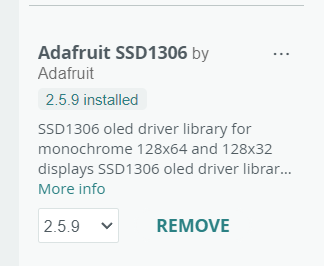 Adafruit SSD1306 by
Adafruit
2.5.9 installed
SSD1306 oled driver library for
monochrome 128x64 and 128x32
displays SSD1306 oled driver librar...
More info
2.5.9
REMOVE